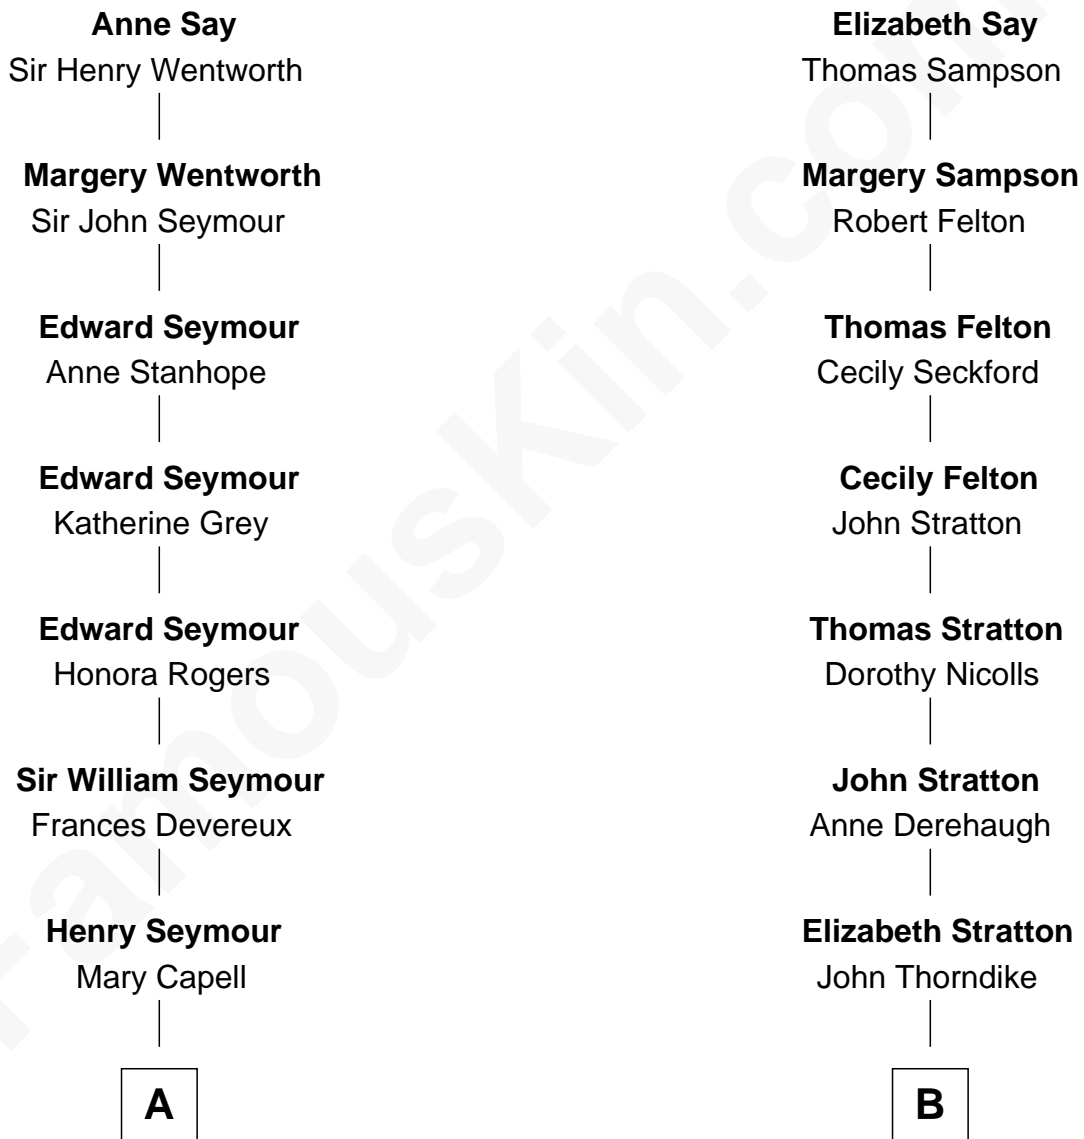 Anne Say
Sir Henry Wentworth
Margery Wentworth
Sir John Seymour
Edward Seymour
Anne Stanhope
Edward Seymour
Katherine Grey
Edward Seymour
Honora Rogers
Sir William Seymour
Frances Devereux
Henry Seymour
Mary Capell
A
Elizabeth Say
Thomas Sampson
Margery Sampson
Robert Felton
Thomas Felton
Cecily Seckford
Cecily Felton
John Stratton
Thomas Stratton
Dorothy Nicolls
John Stratton
Anne Derehaugh
Elizabeth Stratton
John Thorndike
B
FamousKin.com